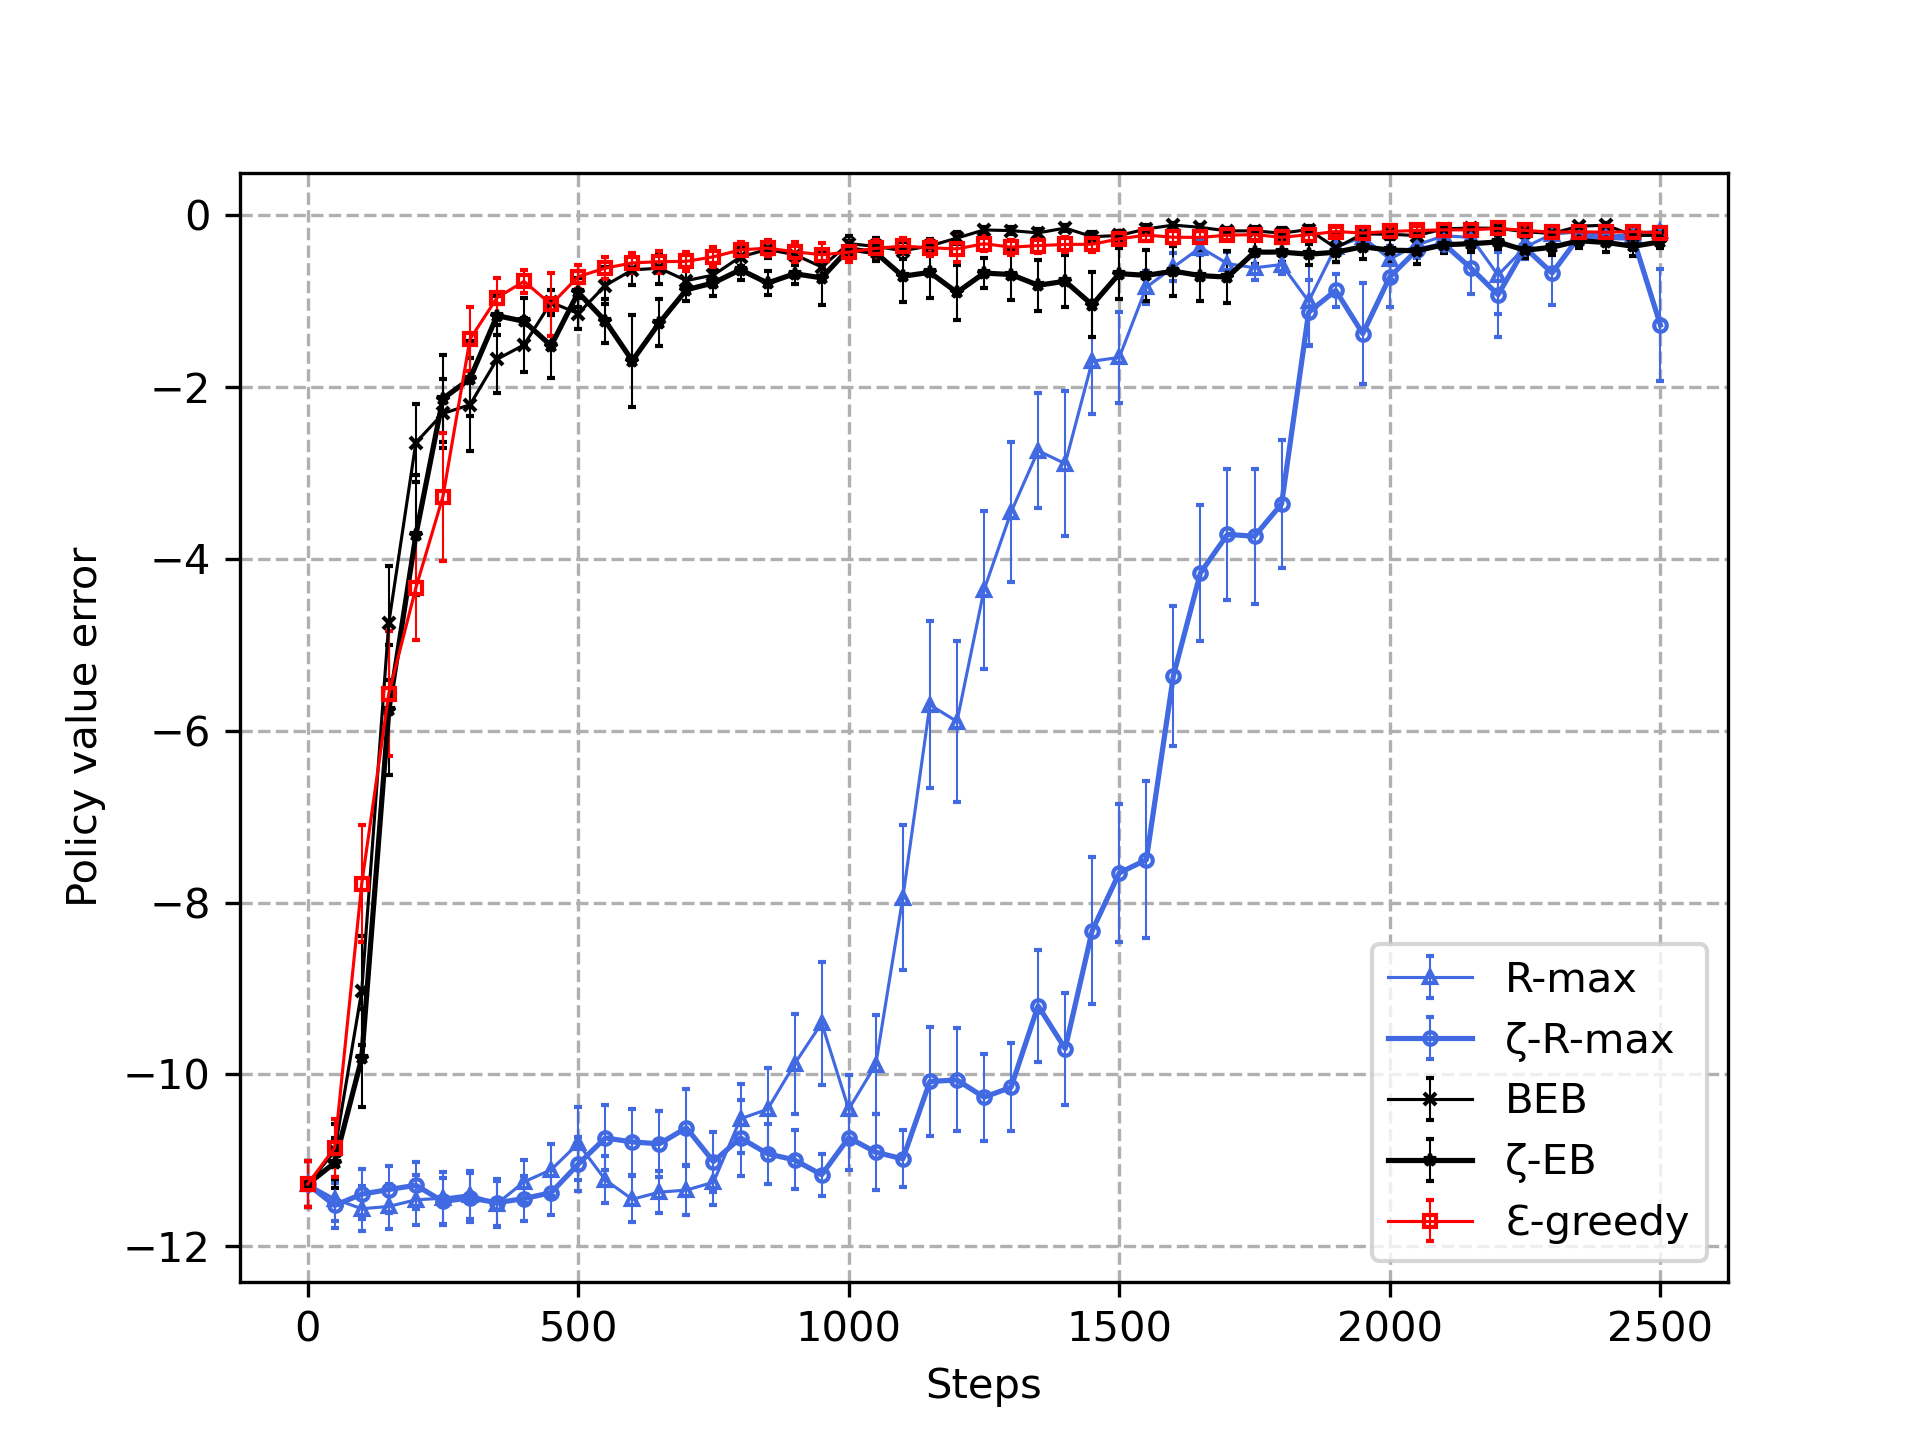 0
−2
−4
−6
−8
−10
−12
Policy value error
R-max
ζ-R-max
BEB
ζ-EB
Ɛ-greedy
0 500 1000 1500 2000 2500
Steps